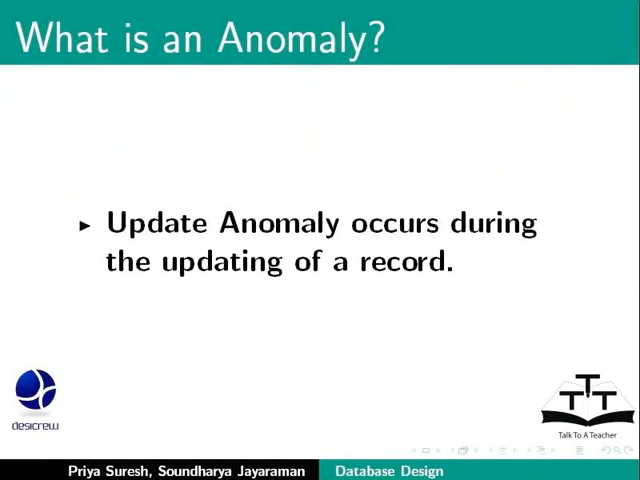 What is an Anomaly?
► Update Anomaly occurs during
the updating of a record.
desicrew
T T T
Talk To A Teacher
Priya Suresh, Soundharya Jayaraman Database Design